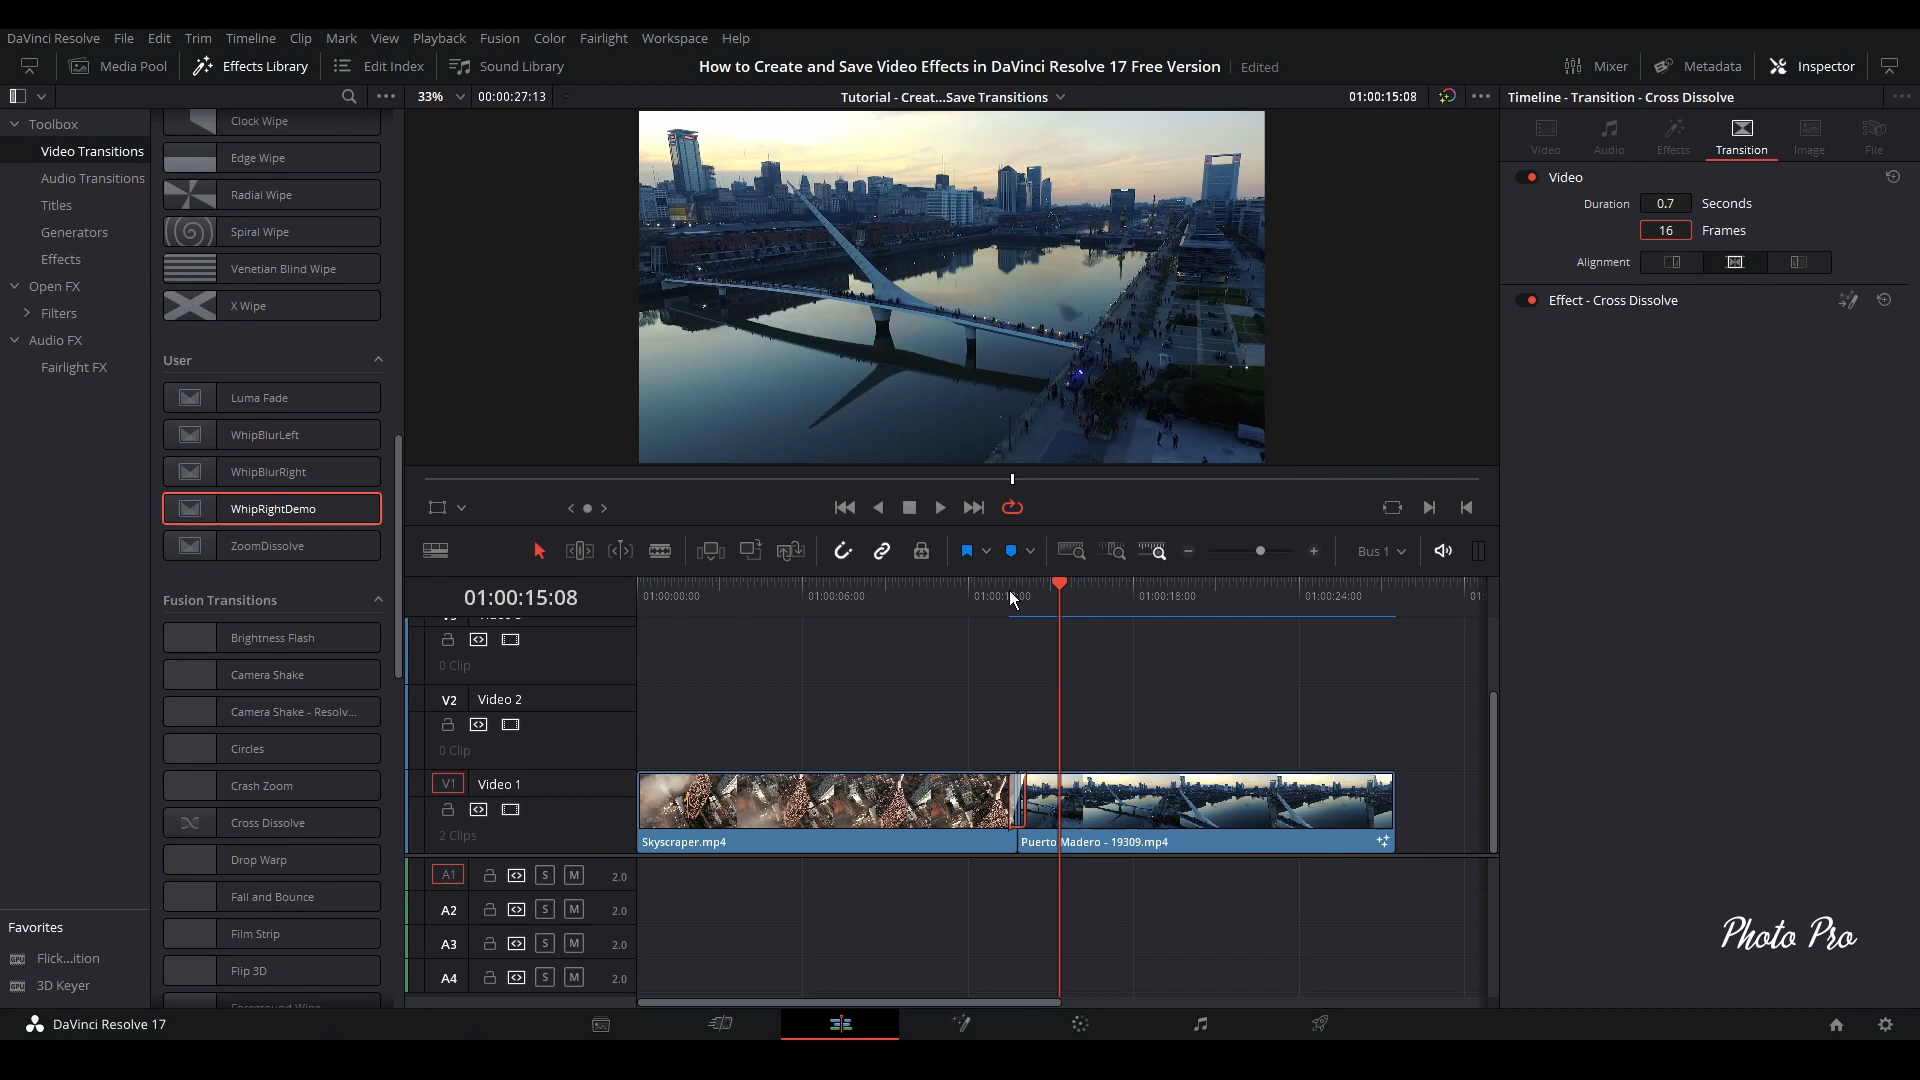 DaVinci Resolve File Edit Trim Timeline Clip Mark View Playback Fusion Color Fairlight Workspace Help
Media Pool Effects Library Edit Index Sound Library
How to Create and Save Video Effects in DaVinci Resolve 17 Free Version Edited
Mixer Metadata Inspector
33% 00:00:27:13 Tutorial - Creat...Save Transitions 01:00:15:08
Timeline - Transition - Cross Dissolve
Toolbox
Video Transitions
Audio Transitions
Titles
Generators
Effects
Open FX
Filters
Audio FX
Fairlight FX
Favorites
Flick...ition
3D Keyer
Clock Wipe
Edge Wipe
Radial Wipe
Spiral Wipe
Venetian Blind Wipe
X Wipe
User
Luma Fade
WhipBlurLeft
WhipBlurRight
WhipRightDemo
ZoomDissolve
Fusion Transitions
Brightness Flash
Camera Shake
Camera Shake - Resolv...
Circles
Crash Zoom
Cross Dissolve
Drop Warp
Fall and Bounce
Film Strip
Flip 3D
Video Audio Effects Transition Image File
Video
Duration 0.7 Seconds
16 Frames
Alignment
Effect - Cross Dissolve
Bus 1
01:00:15:08
01:00:00:00 01:00:06:00 01:00:18:00 01:00:24:00
0 Clip
V2 Video 2
0 Clip
V1 Video 1
2 Clips
Skyscraper.mp4 Puerto Madero - 19309.mp4
A1 S M 2.0
A2 S M 2.0
A3 S M 2.0
A4 S M 2.0
Photo Pro
DaVinci Resolve 17